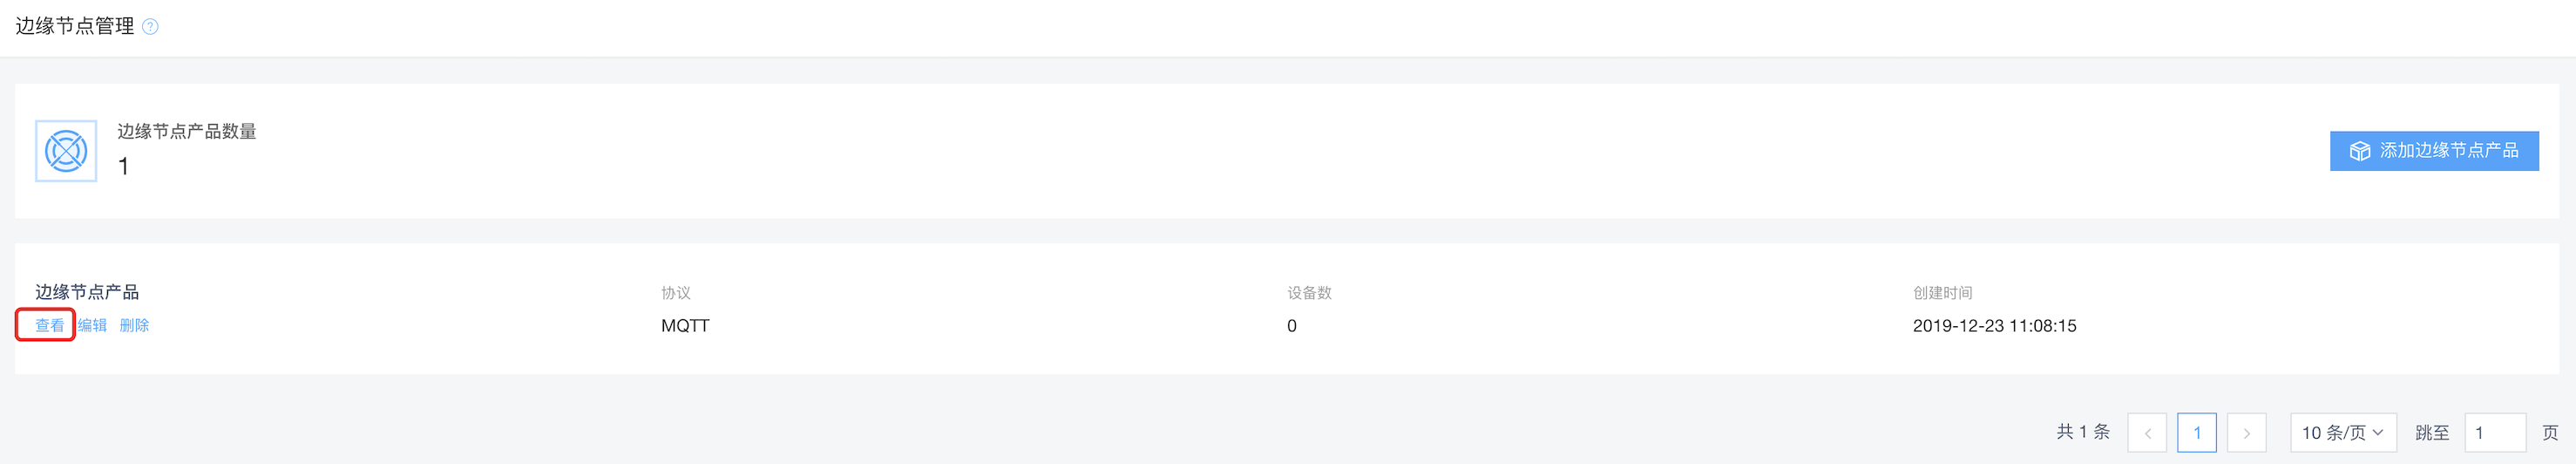 边缘节点管理 ?
边缘节点产品数量
1
添加边缘节点产品
边缘节点产品 协议 设备数 创建时间
查看 编辑 删除 MQTT 0 2019-12-23 11:08:15
共 1 条 < 1 > 10 条/页 跳至 1 页